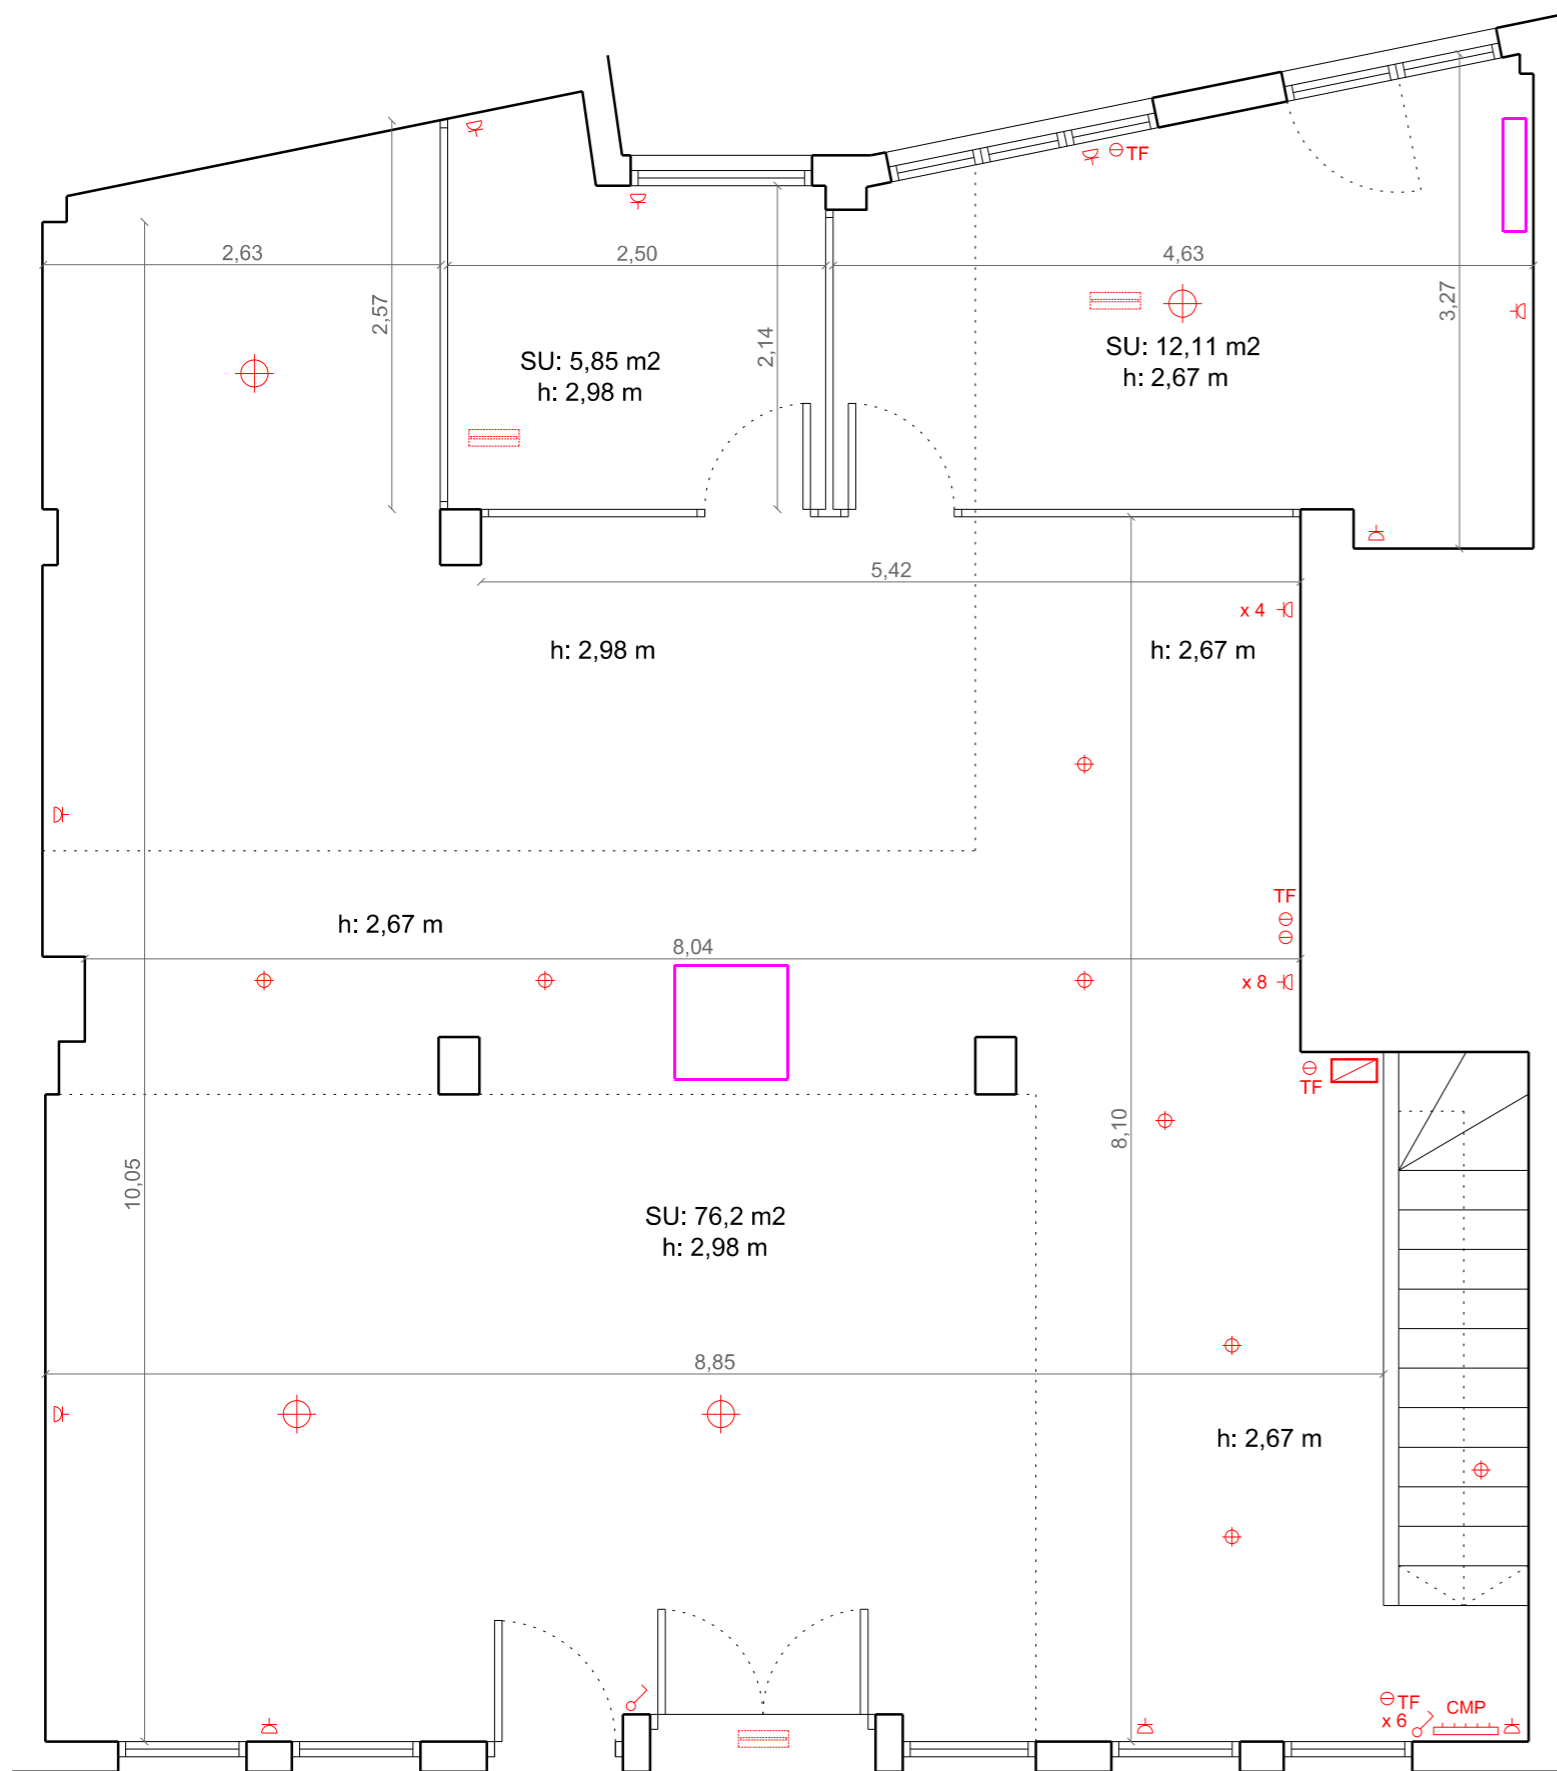 TF
2,63
2,50
4,63
2,57
2,14
3,27
SU: 5,85 m2
h: 2,98 m
SU: 12,11 m2
h: 2,67 m
5,42
x 4
h: 2,98 m
h: 2,67 m
TF
h: 2,67 m
8,04
x 8
TF
8,10
10,05
SU: 76,2 m2
h: 2,98 m
8,85
h: 2,67 m
TF
x 6
CMP